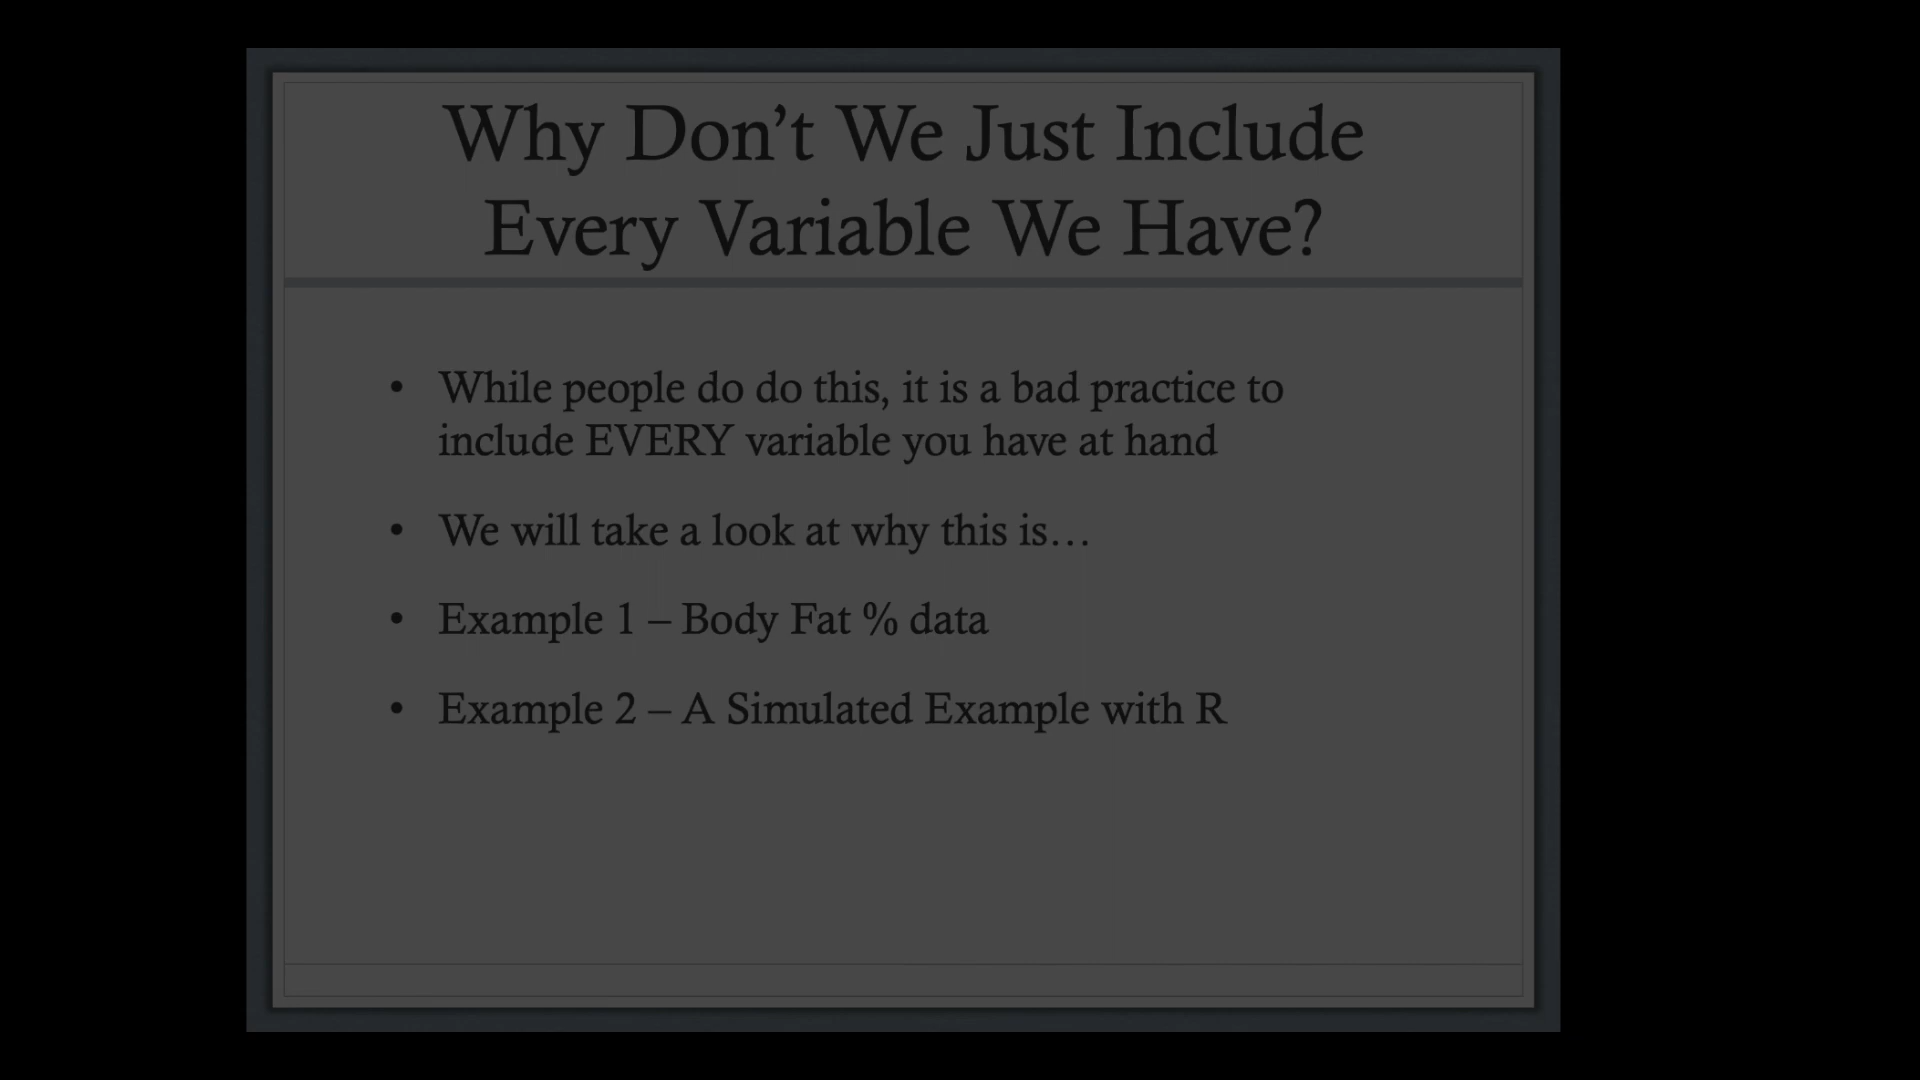 Why Don’t We Just Include
Every Variable We Have?
• While people do do this, it is a bad practice to
include EVERY variable you have at hand
• We will take a look at why this is…
• Example 1 – Body Fat % data
• Example 2 – A Simulated Example with R